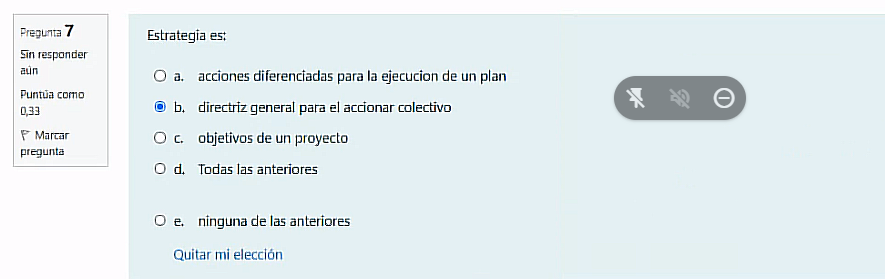 Pregunta 7
Sin responder
aún
Puntúa como
0,33
Marcar
pregunta
Estrategia es:
a. acciones diferenciadas para la ejecucion de un plan
b. directriz general para el accionar colectivo
c. objetivos de un proyecto
d. Todas las anteriores
e. ninguna de las anteriores
Quitar mi elección